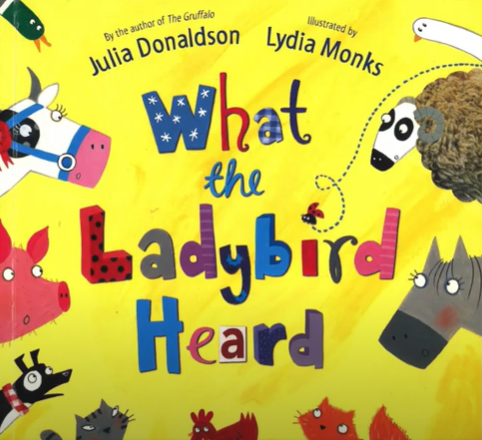 By the author of The Gruffalo
Julia Donaldson
Illustrated by
Lydia Monks
What
the
Ladybird
Heard